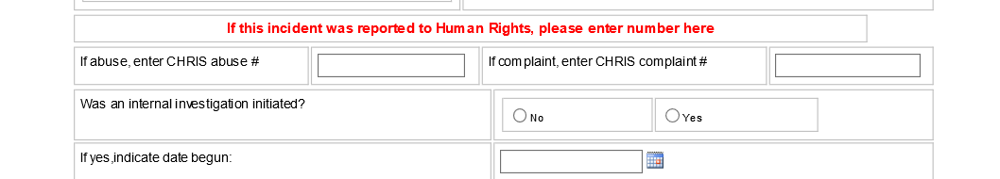 If this incident was reported to Human Rights, please enter number here
If abuse, enter CHRIS abuse #
If complaint, enter CHRIS complaint #
Was an internal investigation initiated?
No
Yes
If yes,indicate date begun: